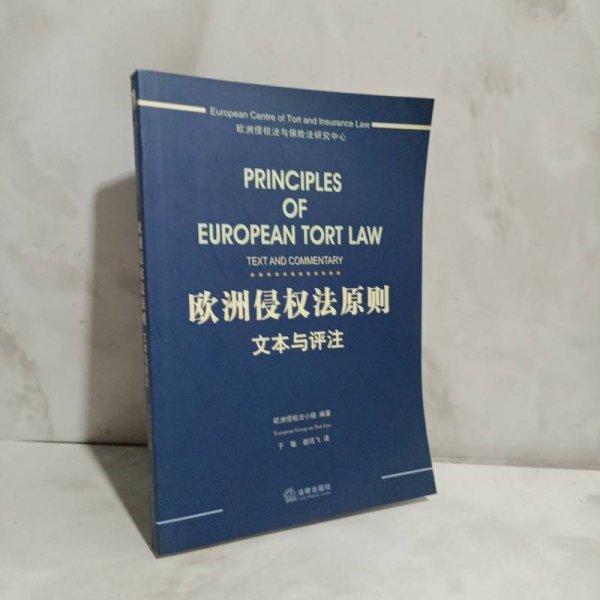 European Centre of Tort and Insurance Law
欧洲侵权法与保险法研究中心
PRINCIPLES
OF
EUROPEAN TORT LAW
TEXT AND COMMENTARY
欧洲侵权法原则
文本与评注
欧洲侵权法小组 编著
European Group on Tort Law
于敏 谢鸿飞 译
法律出版社
LAW PRESS CHINA